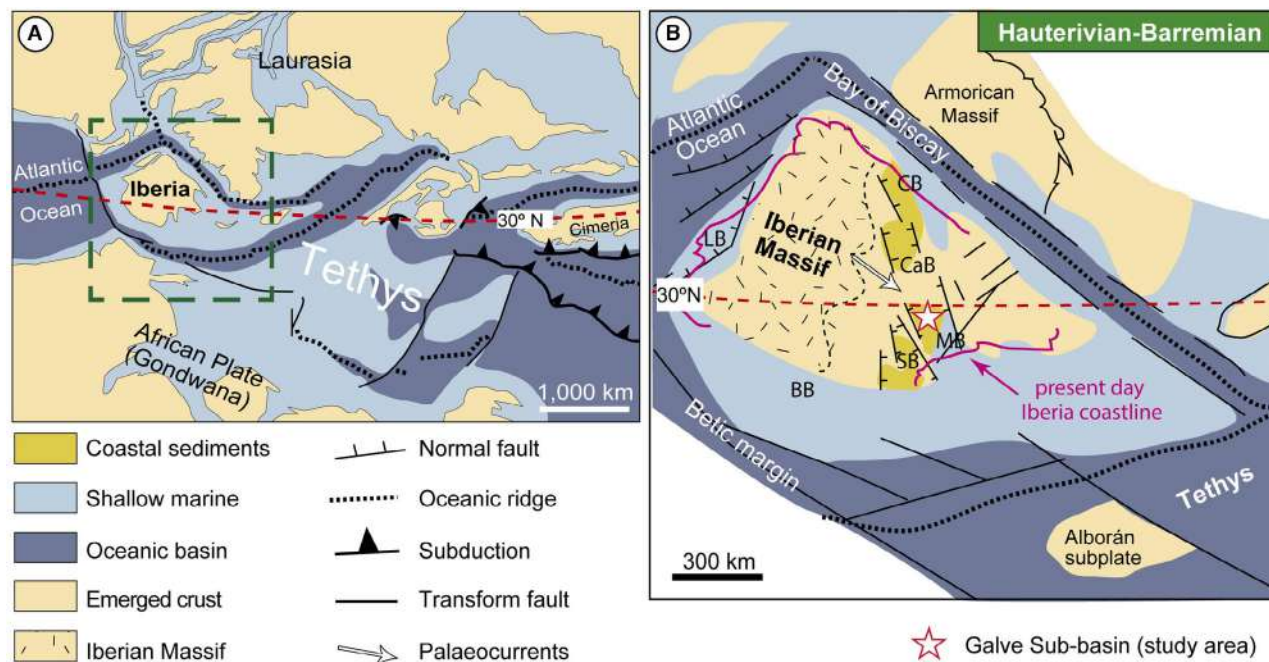 A
Laurasia
Atlantic
Ocean
Iberia
30º N
Cimeria
Tethys
African Plate
(Gondwana)
1,000 km
B
Hauterivian-Barremian
Atlantic
Ocean
Bay of Biscay
Armorican
Massif
CB
LB
Iberian
Massif
CaB
30ºN
MB
SB
BB
present day
Iberia coastline
Betic margin
Tethys
Alborán
subplate
300 km
Coastal sediments
Shallow marine
Oceanic basin
Emerged crust
Iberian Massif
Normal fault
Oceanic ridge
Subduction
Transform fault
Palaeocurrents
Galve Sub-basin (study area)